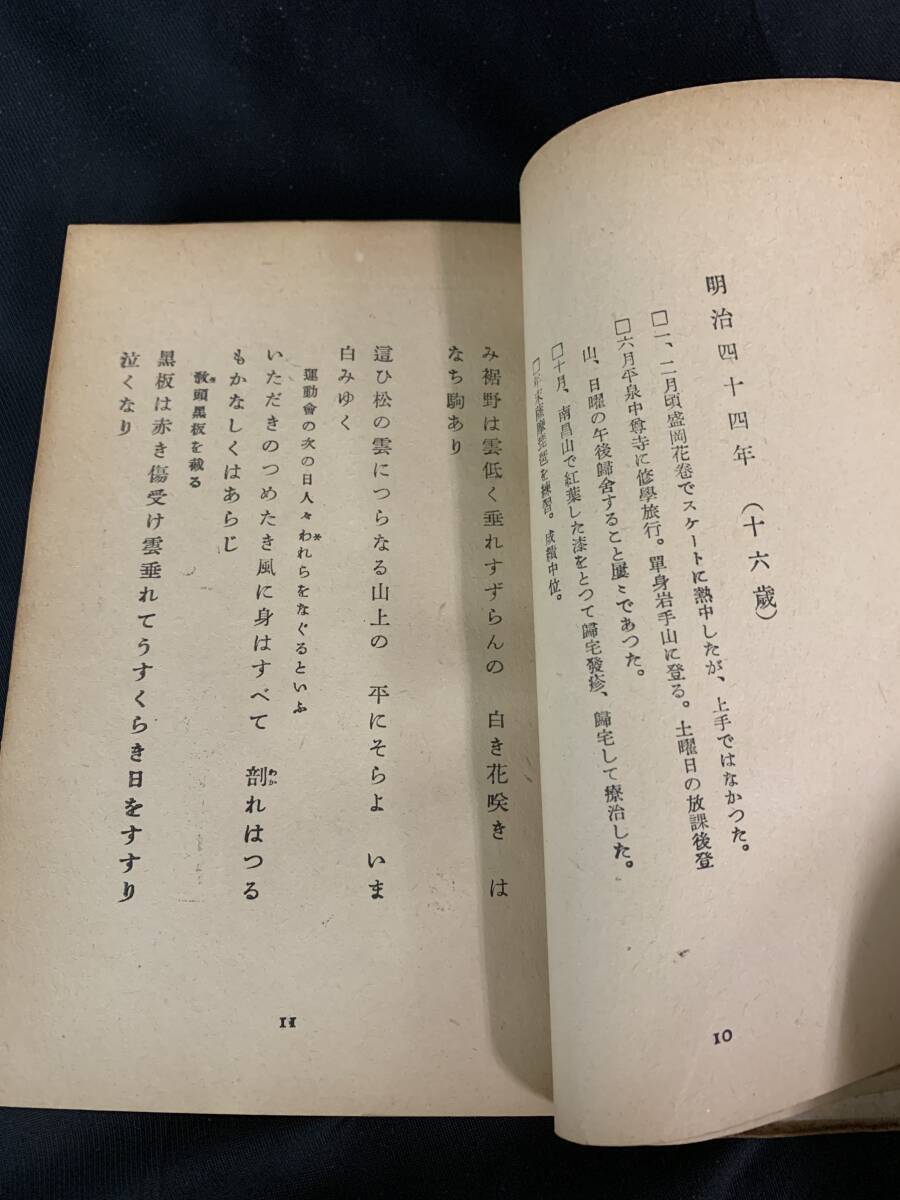 明治四十四年　（十六歳）
□一、二月頃盛岡花巻でスケートに熱中したが、上手ではなかつた。
□六月平泉中尊寺に修學旅行。單身岩手山に登る。土曜日の放課後登
山、日曜の午後歸舍すること屢〻であつた。
□十月、南昌山で紅葉した漆をとつて歸宅發疹、歸宅して療治した。
□年末薩摩琵琶を練習。成績中位。
10
み裾野は雲低く垂れすずらんの　白き花咲き　は
なち駒あり
這ひ松の雲につらなる山上の　平にそらよ　いま
白みゆく
運動會の次の日人々われらをなぐるといふ
いただきのつめたき風に身はすべて　剖れはつる
もかなしくはあらじ
敎頭黒板を截る
黒板は赤き傷受け雲垂れてうすくらき日をすすり
泣くなり
11